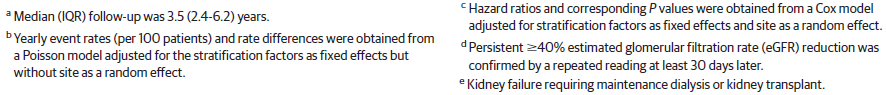 a Median (IQR) follow-up was 3.5 (2.4-6.2) years.
b Yearly event rates (per 100 patients) and rate differences were obtained from
a Poisson model adjusted for the stratification factors as fixed effects but
without site as a random effect.
c Hazard ratios and corresponding P values were obtained from a Cox model
adjusted for stratification factors as fixed effects and site as a random effect.
d Persistent ≥40% estimated glomerular filtration rate (eGFR) reduction was
confirmed by a repeated reading at least 30 days later.
e Kidney failure requiring maintenance dialysis or kidney transplant.